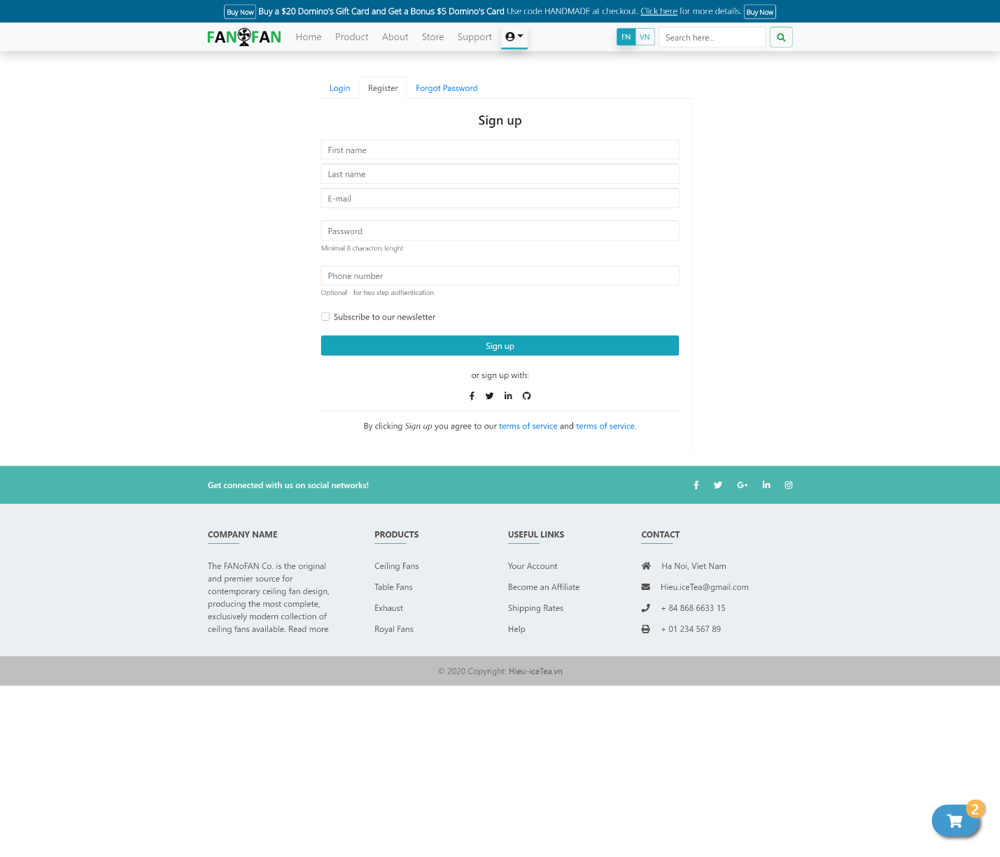 Buy Now Buy a $20 Domino's Gift Card and Get a Bonus $5 Domino's Card Use code HANDMADE at checkout. Click here for more details. Buy Now
FANoFAN Home Product About Store Support EN VN Search here...
Login Register Forgot Password
Sign up
First name
Last name
E-mail
Password
Minimal 8 characters lenght
Phone number
Optional - for two step authentication
Subscribe to our newsletter
Sign up
or sign up with:
By clicking Sign up you agree to our terms of service and terms of service.
Get connected with us on social networks!
COMPANY NAME
The FANoFAN Co. is the original
and premier source for
contemporary ceiling fan design,
producing the most complete,
exclusively modern collection of
ceiling fans available. Read more
PRODUCTS
Ceiling Fans
Table Fans
Exhaust
Royal Fans
USEFUL LINKS
Your Account
Become an Affiliate
Shipping Rates
Help
CONTACT
Ha Noi, Viet Nam
Hieu.iceTea@gmail.com
+ 84 868 6633 15
+ 01 234 567 89
© 2020 Copyright: Hieu-iceTea.vn
2